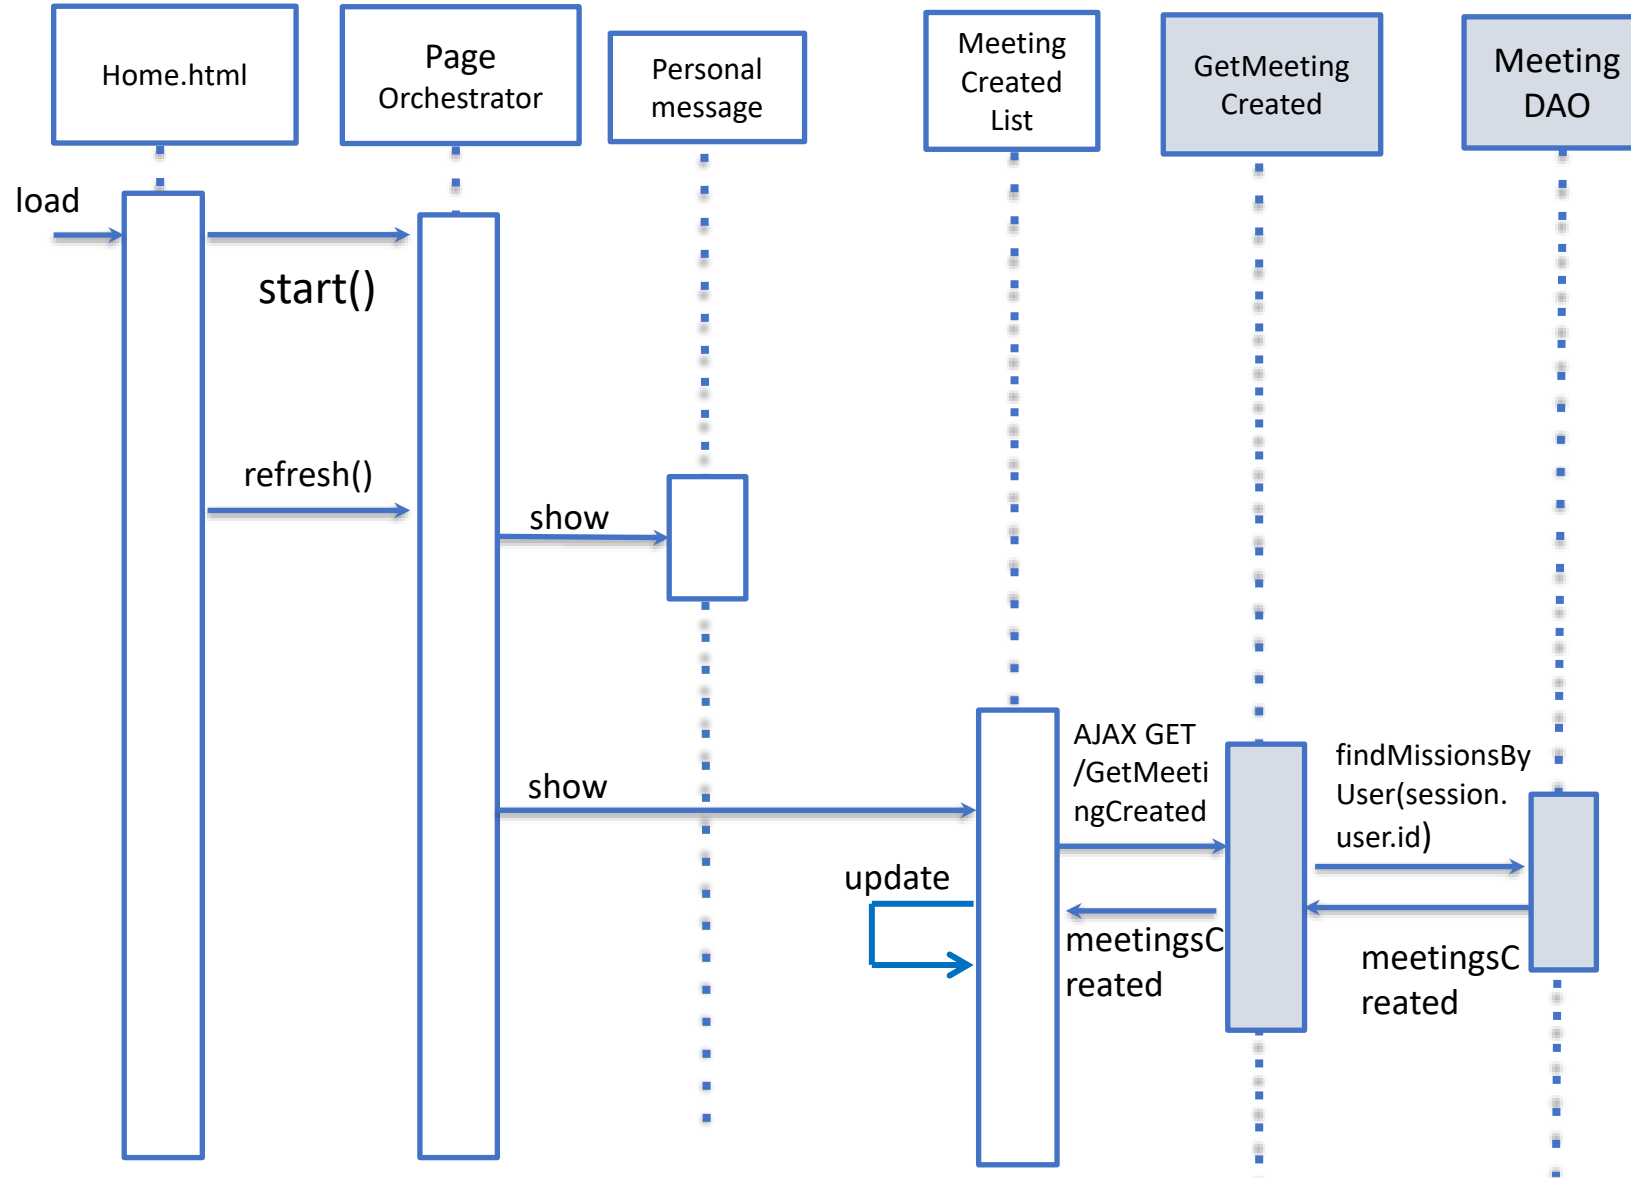 Home.html
Page
Orchestrator
Personal
message
Meeting
Created
List
GetMeeting
Created
Meeting
DAO
load
start()
refresh()
show
show
AJAX GET
/GetMeeti
ngCreated
findMissionsBy
User(session.
user.id)
update
meetingsC
reated
meetingsC
reated